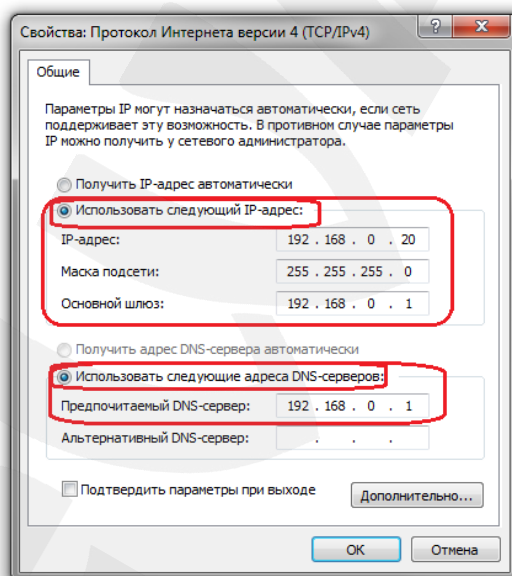 Свойства: Протокол Интернета версии 4 (TCP/IPv4)
Общие
Параметры IP могут назначаться автоматически, если сеть
поддерживает эту возможность. В противном случае параметры
IP можно получить у сетевого администратора.
Получить IP-адрес автоматически
Использовать следующий IP-адрес:
IP-адрес: 192 . 168 . 0 . 20
Маска подсети: 255 . 255 . 255 . 0
Основной шлюз: 192 . 168 . 0 . 1
Получить адрес DNS-сервера автоматически
Использовать следующие адреса DNS-серверов:
Предпочитаемый DNS-сервер: 192 . 168 . 0 . 1
Альтернативный DNS-сервер: . . .
Подтвердить параметры при выходе
Дополнительно...
ОК Отмена